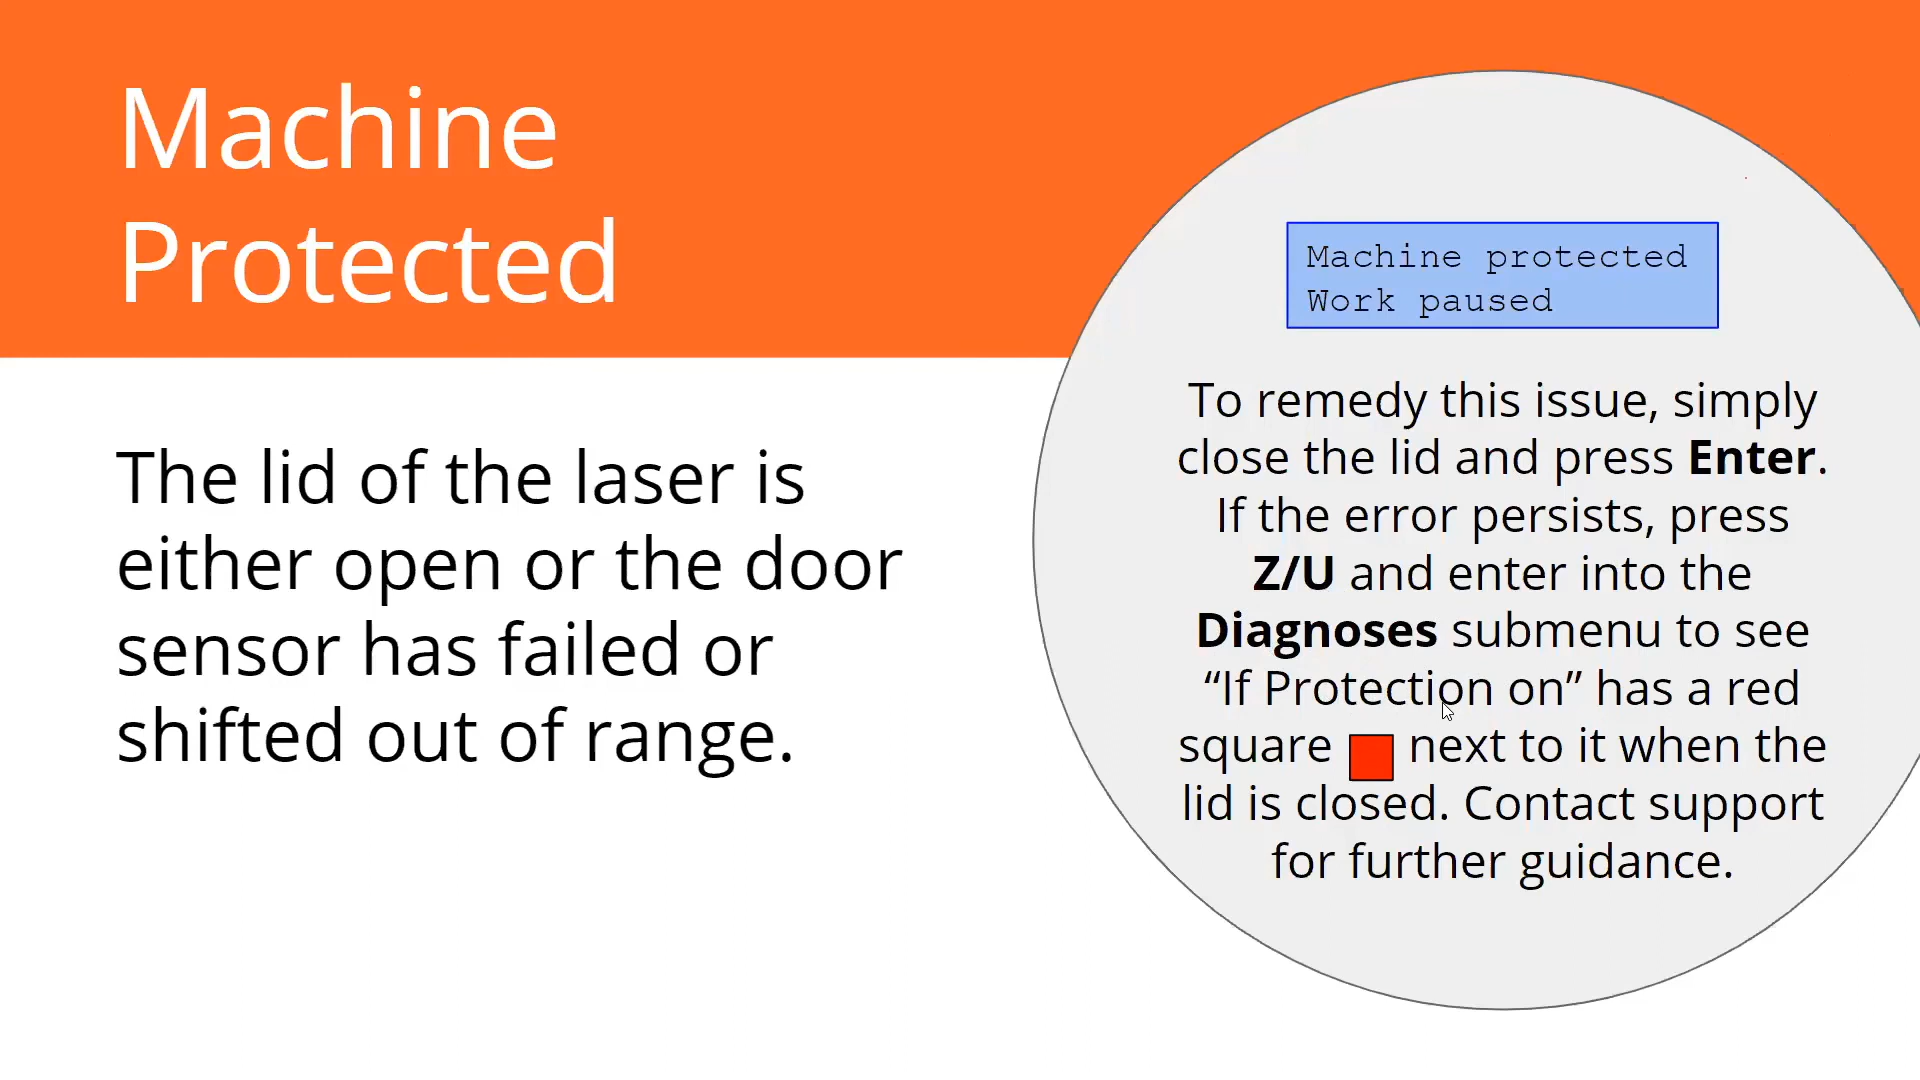 Machine
Protected
The lid of the laser is
either open or the door
sensor has failed or
shifted out of range.
Machine protected
Work paused
To remedy this issue, simply
close the lid and press Enter.
If the error persists, press
Z/U and enter into the
Diagnoses submenu to see
“If Protection on” has a red
square next to it when the
lid is closed. Contact support
for further guidance.